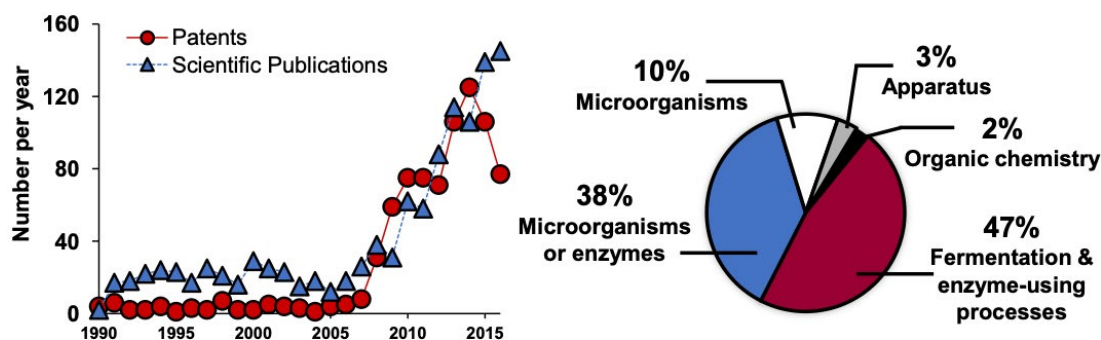 Number per year
160
120
80
40
0
1990
1995
2000
2005
2010
2015
Patents
Scientific Publications
10%
Microorganisms
3%
Apparatus
2%
Organic chemistry
38%
Microorganisms
or enzymes
47%
Fermentation &
enzyme-using
processes